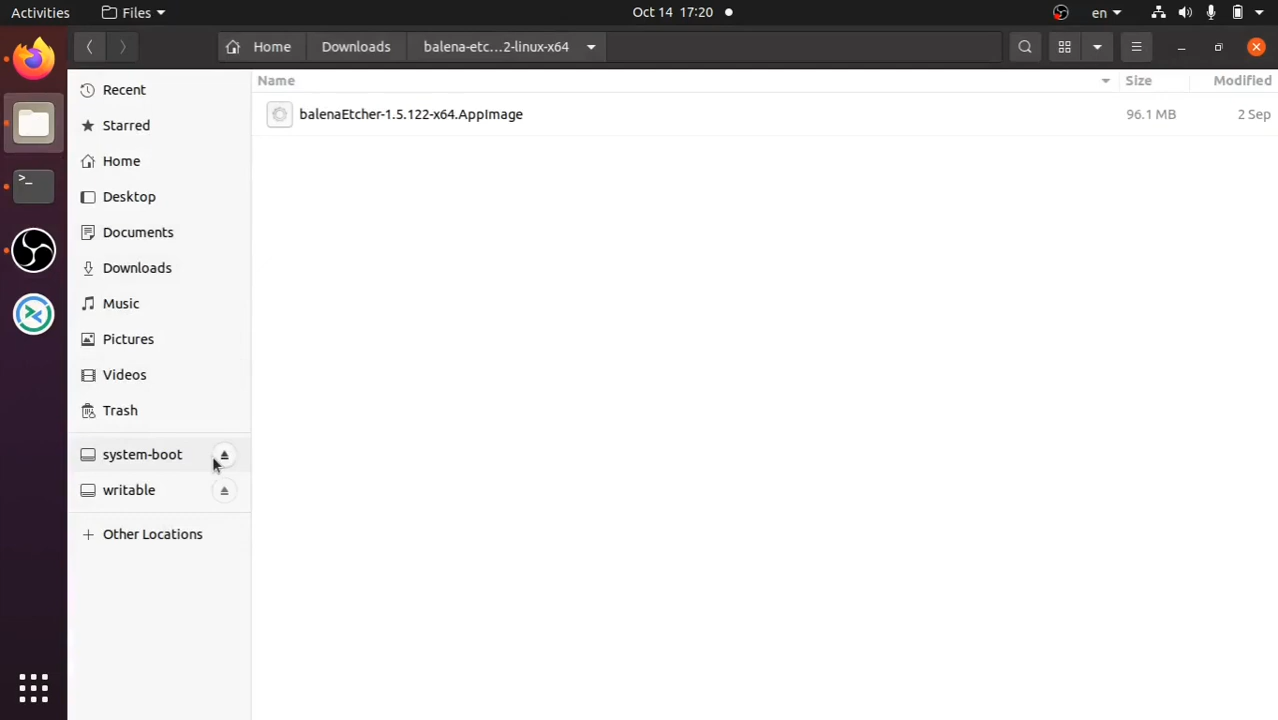 Activities Files Oct 14 17:20 en
Home Downloads balena-etc…2-linux-x64
Name Size Modified
balenaEtcher-1.5.122-x64.AppImage 96.1 MB 2 Sep
Recent
Starred
Home
Desktop
Documents
Downloads
Music
Pictures
Videos
Trash
system-boot
writable
Other Locations